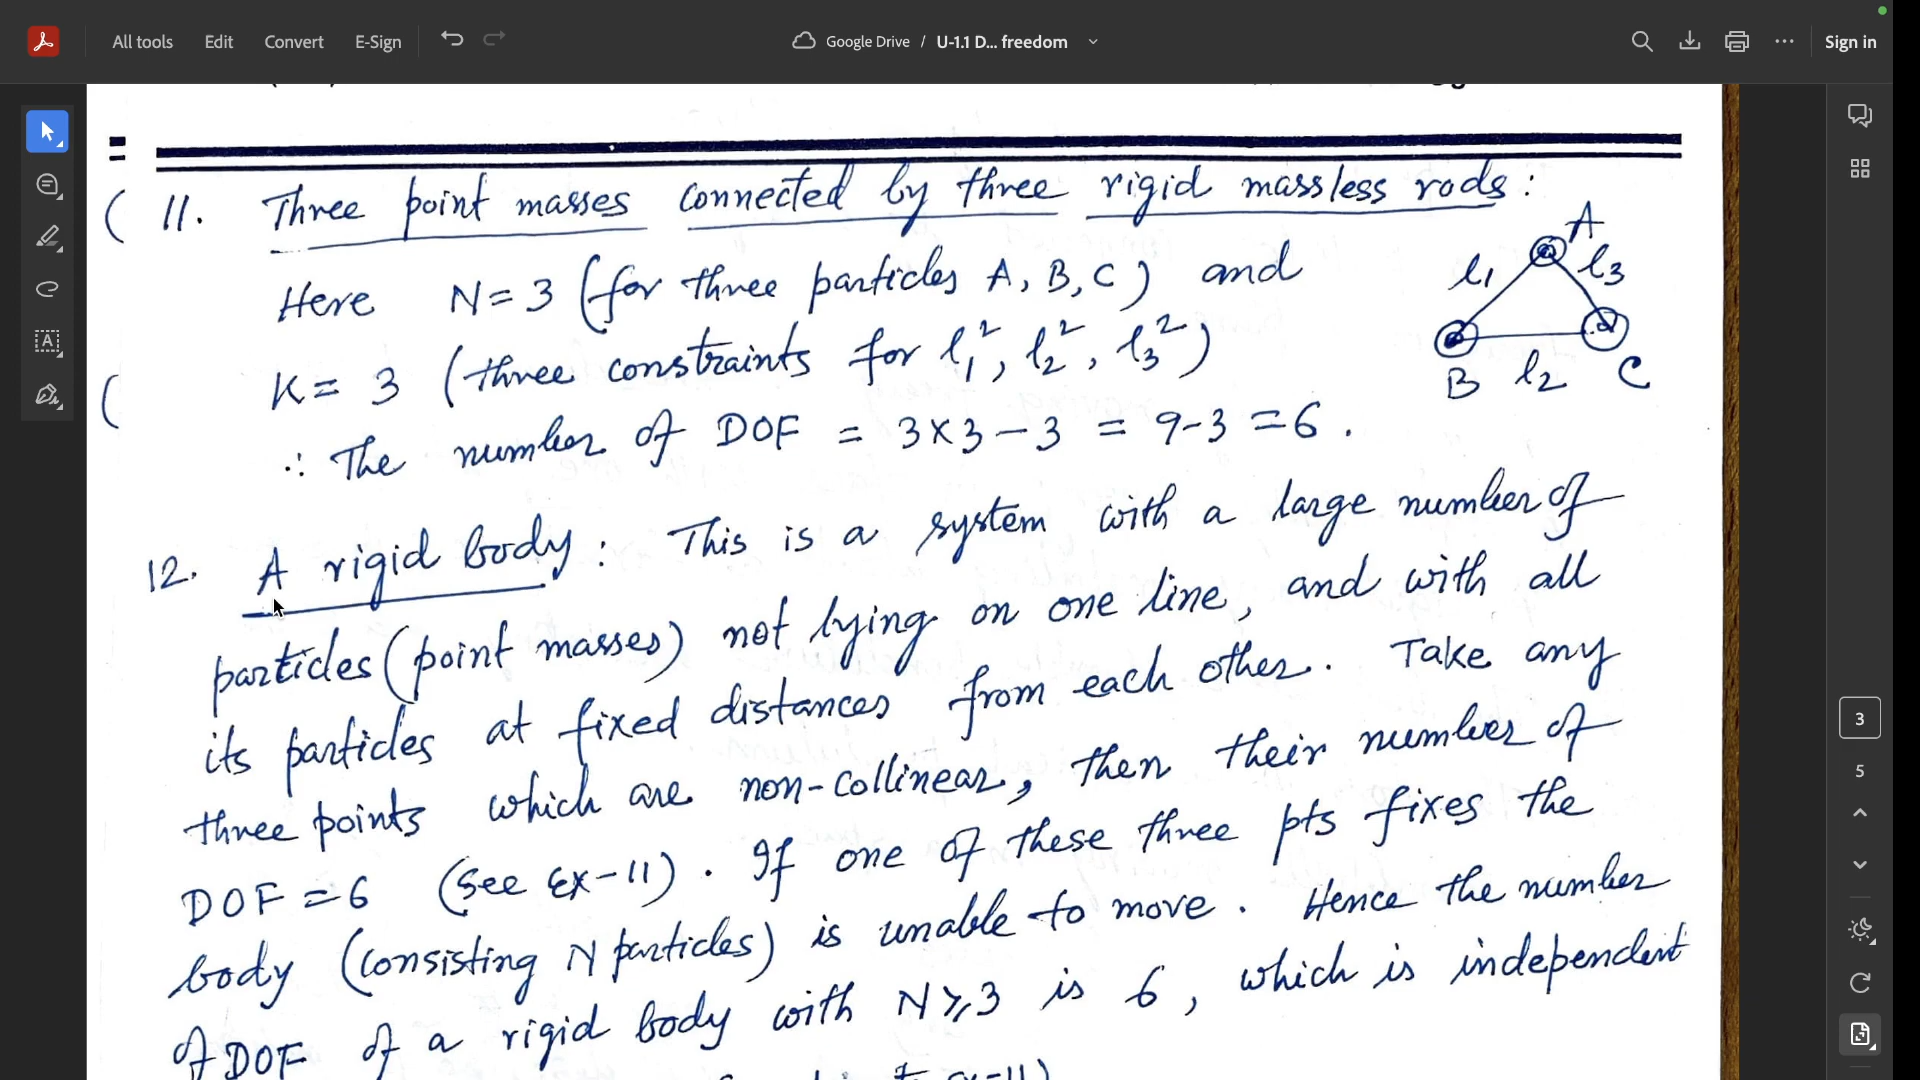 All tools Edit Convert E-Sign Google Drive / U-1.1 D... freedom Sign in
11. Three point masses connected by three rigid massless rods:
A
l1 l3
B l2 C
Here N=3 (for three particles A, B, C) and
K= 3 (three constraints for l₁², l₂², l₃²)
∴ The number of DOF = 3×3-3 = 9-3 =6.
12. A rigid body: This is a system with a large number of
particles (point masses) not lying on one line, and with all
its particles at fixed distances from each other. Take any
three points which are non-collinear, then their number of
DOF =6 (see Ex-11). If one of these three pts fixes the
body (consisting N particles) is unable to move. Hence the number
of DOF of a rigid body with N⩾3 is 6, which is independent
3
5